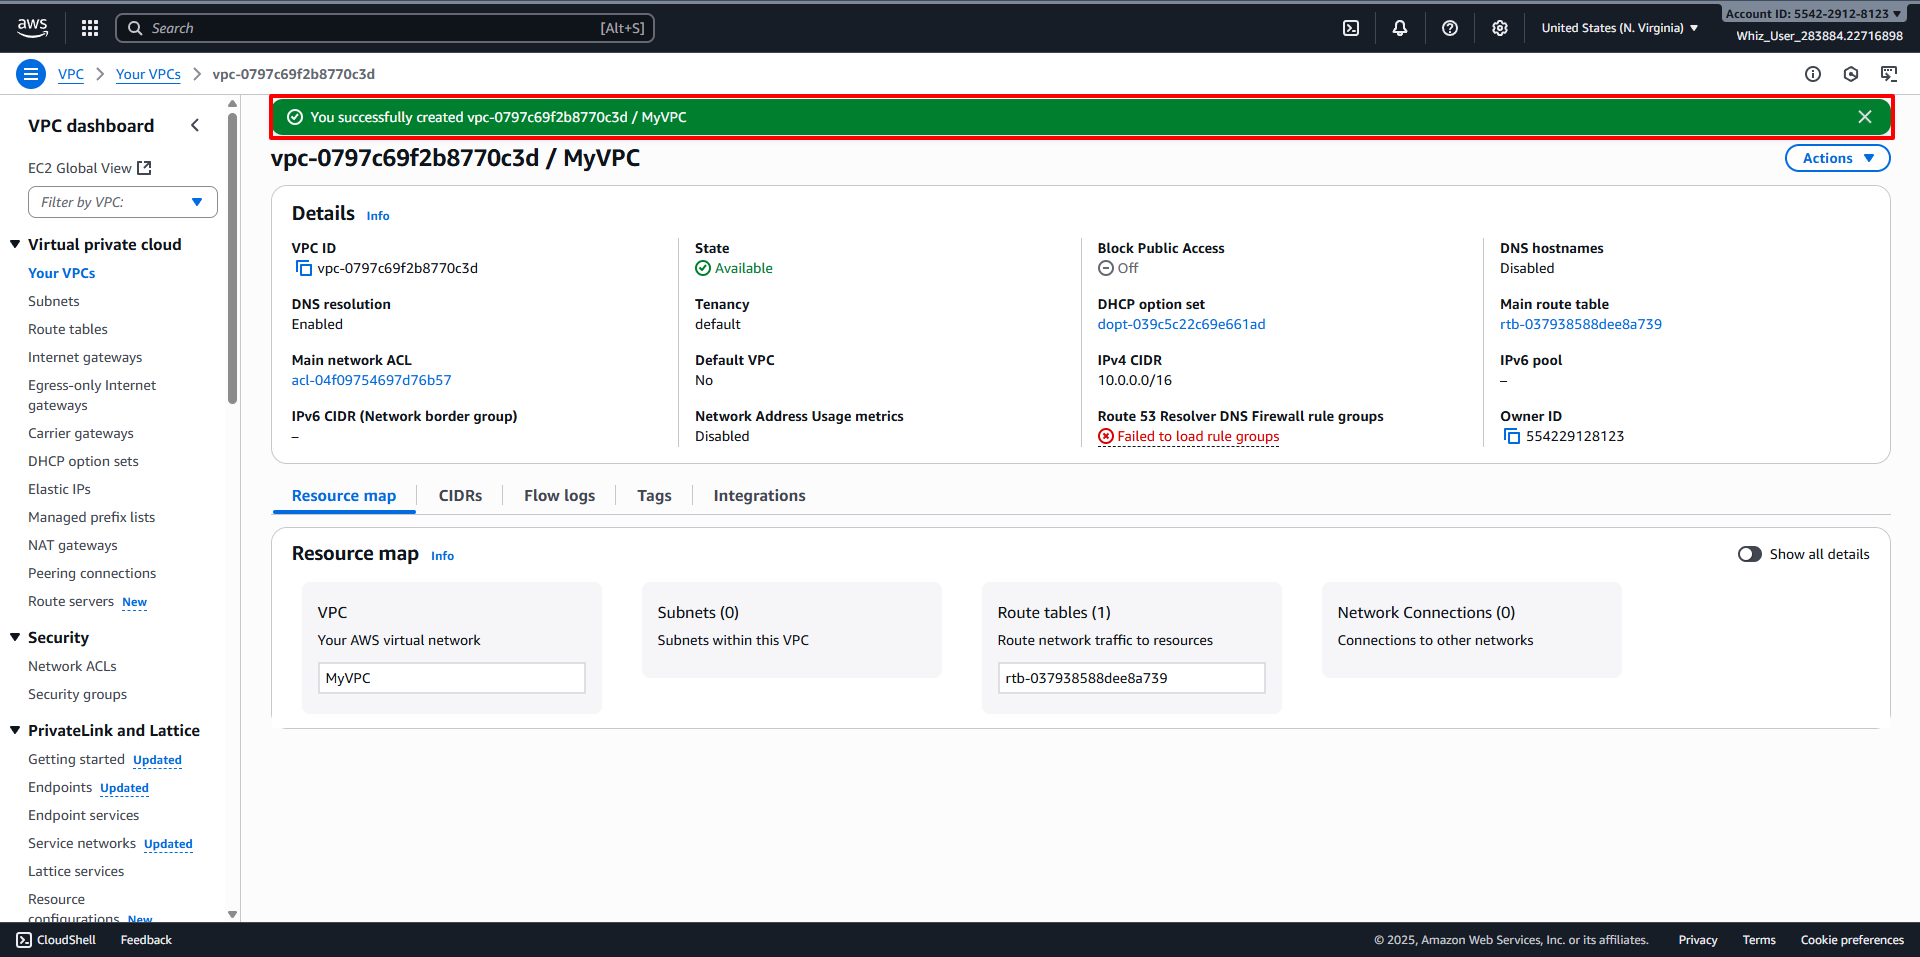 aws
Search
[Alt+S]
United States (N. Virginia)
Account ID: 5542-2912-8123
Whiz_User_283884.22716898
VPC
Your VPCs
vpc-0797c69f2b8770c3d
VPC dashboard
EC2 Global View
Filter by VPC:
Virtual private cloud
Your VPCs
Subnets
Route tables
Internet gateways
Egress-only Internet
gateways
Carrier gateways
DHCP option sets
Elastic IPs
Managed prefix lists
NAT gateways
Peering connections
Route servers New
Security
Network ACLs
Security groups
PrivateLink and Lattice
Getting started Updated
Endpoints Updated
Endpoint services
Service networks Updated
Lattice services
Resource
configurations New
You successfully created vpc-0797c69f2b8770c3d / MyVPC
vpc-0797c69f2b8770c3d / MyVPC
Actions
Details Info
VPC ID
vpc-0797c69f2b8770c3d
State
Available
Block Public Access
Off
DNS hostnames
Disabled
DNS resolution
Enabled
Tenancy
default
DHCP option set
dopt-039c5c22c69e661ad
Main route table
rtb-037938588dee8a739
Main network ACL
acl-04f09754697d76b57
Default VPC
No
IPv4 CIDR
10.0.0.0/16
IPv6 pool
–
IPv6 CIDR (Network border group)
–
Network Address Usage metrics
Disabled
Route 53 Resolver DNS Firewall rule groups
Failed to load rule groups
Owner ID
554229128123
Resource map
CIDRs
Flow logs
Tags
Integrations
Resource map Info
Show all details
VPC
Your AWS virtual network
MyVPC
Subnets (0)
Subnets within this VPC
Route tables (1)
Route network traffic to resources
rtb-037938588dee8a739
Network Connections (0)
Connections to other networks
CloudShell
Feedback
© 2025, Amazon Web Services, Inc. or its affiliates.
Privacy
Terms
Cookie preferences